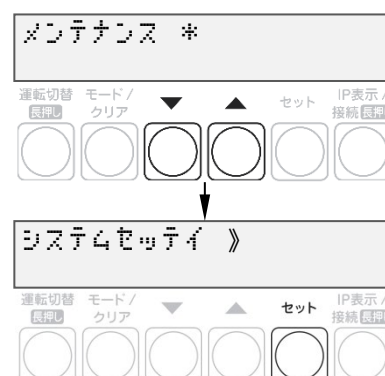 メンテナンス *
運転切替 モード/ ▼ ▲ セット IP表示/
長押し クリア 接続 長押
システムセッテイ 》
運転切替 モード/ ▼ ▲ セット IP表示/
長押し クリア 接続 長押